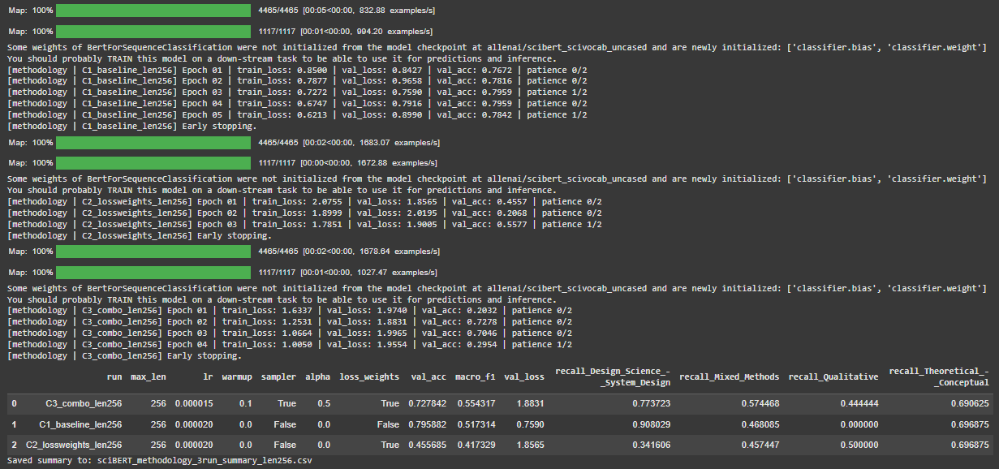 Map: 100% 4465/4465 [00:05<00:00, 832.88 examples/s]
Map: 100% 1117/1117 [00:01<00:00, 994.20 examples/s]
Some weights of BertForSequenceClassification were not initialized from the model checkpoint at allenai/scibert_scivocab_uncased and are newly initialized: ['classifier.bias', 'classifier.weight']
You should probably TRAIN this model on a down-stream task to be able to use it for predictions and inference.
[methodology | C1_baseline_len256] Epoch 01 | train_loss: 0.8500 | val_loss: 0.8427 | val_acc: 0.7672 | patience 0/2
[methodology | C1_baseline_len256] Epoch 02 | train_loss: 0.7877 | val_loss: 0.9658 | val_acc: 0.7816 | patience 0/2
[methodology | C1_baseline_len256] Epoch 03 | train_loss: 0.7272 | val_loss: 0.7590 | val_acc: 0.7959 | patience 1/2
[methodology | C1_baseline_len256] Epoch 04 | train_loss: 0.6747 | val_loss: 0.7916 | val_acc: 0.7959 | patience 0/2
[methodology | C1_baseline_len256] Epoch 05 | train_loss: 0.6213 | val_loss: 0.8990 | val_acc: 0.7842 | patience 1/2
[methodology | C1_baseline_len256] Early stopping.
Map: 100% 4465/4465 [00:02<00:00, 1683.07 examples/s]
Map: 100% 1117/1117 [00:00<00:00, 1672.88 examples/s]
Some weights of BertForSequenceClassification were not initialized from the model checkpoint at allenai/scibert_scivocab_uncased and are newly initialized: ['classifier.bias', 'classifier.weight']
You should probably TRAIN this model on a down-stream task to be able to use it for predictions and inference.
[methodology | C2_lossweights_len256] Epoch 01 | train_loss: 2.0755 | val_loss: 1.8565 | val_acc: 0.4557 | patience 0/2
[methodology | C2_lossweights_len256] Epoch 02 | train_loss: 1.8999 | val_loss: 2.0195 | val_acc: 0.2068 | patience 0/2
[methodology | C2_lossweights_len256] Epoch 03 | train_loss: 1.7851 | val_loss: 1.9005 | val_acc: 0.5577 | patience 1/2
[methodology | C2_lossweights_len256] Early stopping.
Map: 100% 4465/4465 [00:02<00:00, 1678.64 examples/s]
Map: 100% 1117/1117 [00:01<00:00, 1027.47 examples/s]
Some weights of BertForSequenceClassification were not initialized from the model checkpoint at allenai/scibert_scivocab_uncased and are newly initialized: ['classifier.bias', 'classifier.weight']
You should probably TRAIN this model on a down-stream task to be able to use it for predictions and inference.
[methodology | C3_combo_len256] Epoch 01 | train_loss: 1.6337 | val_loss: 1.9740 | val_acc: 0.2032 | patience 0/2
[methodology | C3_combo_len256] Epoch 02 | train_loss: 1.2531 | val_loss: 1.8831 | val_acc: 0.7278 | patience 0/2
[methodology | C3_combo_len256] Epoch 03 | train_loss: 1.0664 | val_loss: 1.9965 | val_acc: 0.7046 | patience 0/2
[methodology | C3_combo_len256] Epoch 04 | train_loss: 1.0050 | val_loss: 1.9554 | val_acc: 0.2954 | patience 1/2
[methodology | C3_combo_len256] Early stopping.
run max_len lr warmup sampler alpha loss_weights val_acc macro_f1 val_loss recall_Design_Science_-_System_Design recall_Mixed_Methods recall_Qualitative recall_Theoretical_-_Conceptual
0 C3_combo_len256 256 0.000015 0.1 True 0.5 True 0.727842 0.554317 1.8831 0.773723 0.574468 0.444444 0.690625
1 C1_baseline_len256 256 0.000020 0.0 False 0.0 False 0.795882 0.517314 0.7590 0.908029 0.468085 0.000000 0.696875
2 C2_lossweights_len256 256 0.000020 0.0 False 0.0 True 0.455685 0.417329 1.8565 0.341606 0.457447 0.500000 0.696875
Saved summary to: sciBERT_methodology_3run_summary_len256.csv